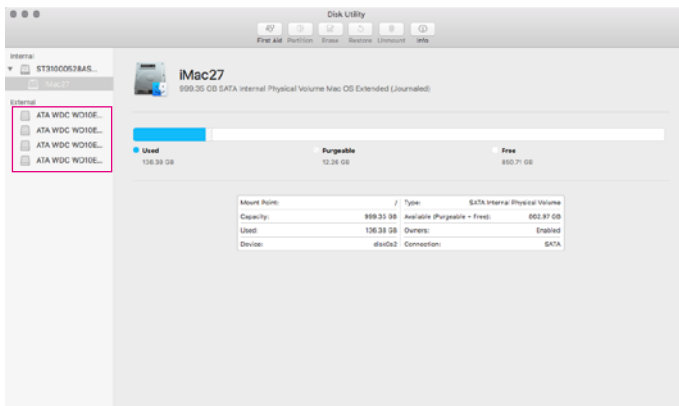 Disk Utility
First Aid Partition Erase Restore Unmount Info
Internal
ST31000528AS...
iMac27
External
ATA WDC WD10E...
ATA WDC WD10E...
ATA WDC WD10E...
ATA WDC WD10E...
iMac27
999.35 GB SATA Internal Physical Volume Mac OS Extended (Journaled)
Used Purgeable Free
136.38 GB 12.26 GB 850.71 GB
Mount Point: / Type: SATA Internal Physical Volume
Capacity: 999.35 GB Available (Purgeable + Free): 862.97 GB
Used: 136.38 GB Owners: Enabled
Device: disk0s2 Connection: SATA